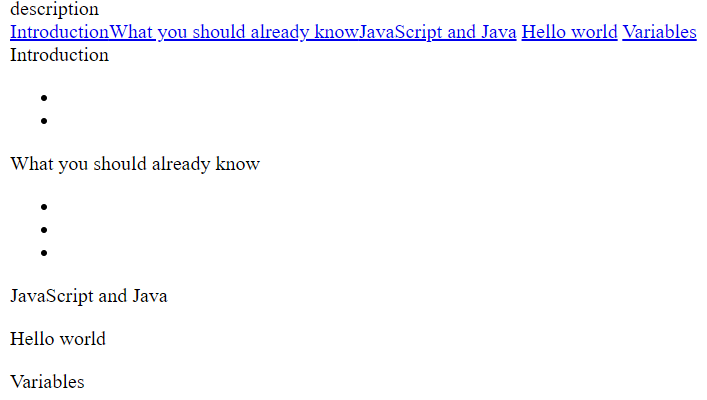 description
IntroductionWhat you should already knowJavaScript and Java Hello world Variables
Introduction
What you should already know
JavaScript and Java
Hello world
Variables